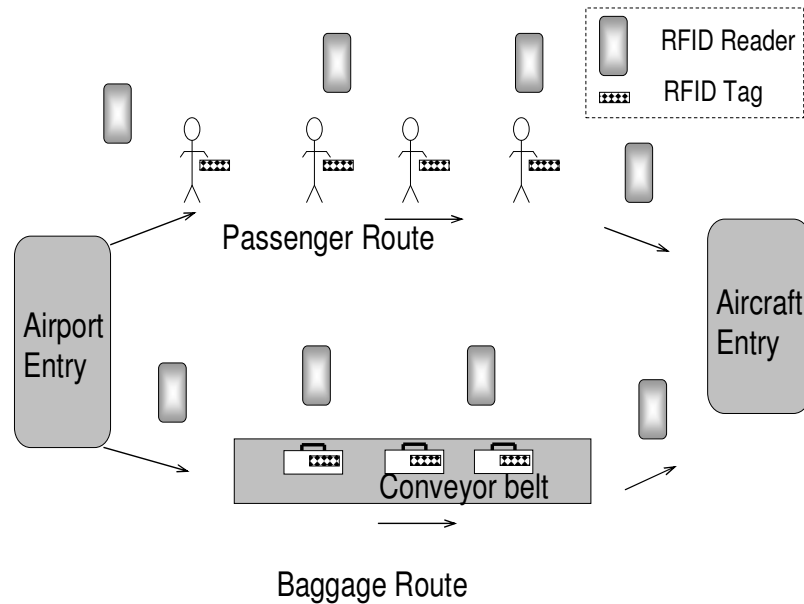 RFID Reader
RFID Tag
Passenger Route
Airport
Entry
Aircraft
Entry
Conveyor belt
Baggage Route